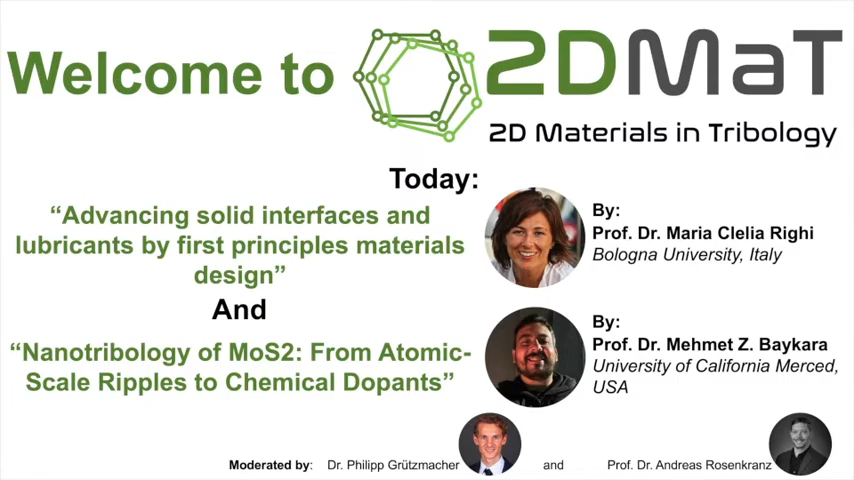 Welcome to 2DMaT
2D Materials in Tribology
Today:
“Advancing solid interfaces and
lubricants by first principles materials
design”
By:
Prof. Dr. Maria Clelia Righi
Bologna University, Italy
And
“Nanotribology of MoS2: From Atomic-
Scale Ripples to Chemical Dopants”
By:
Prof. Dr. Mehmet Z. Baykara
University of California Merced,
USA
Moderated by: Dr. Philipp Grützmacher and Prof. Dr. Andreas Rosenkranz